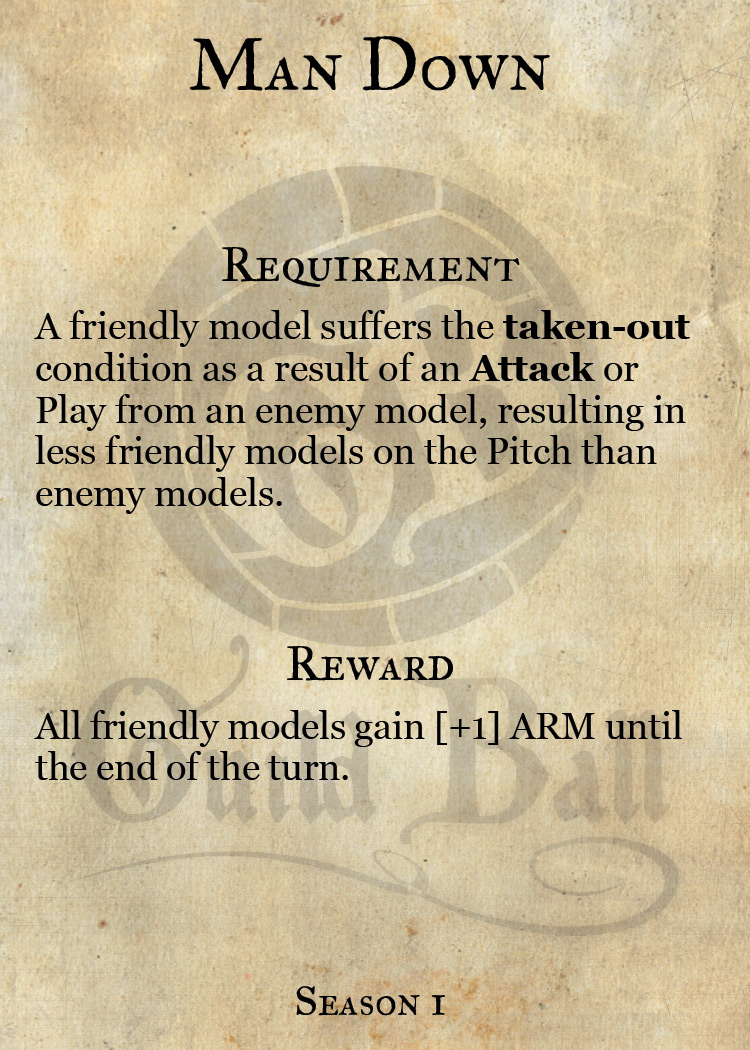 Man Down
Requirement
A friendly model suffers the taken-out
condition as a result of an Attack or
Play from an enemy model, resulting in
less friendly models on the Pitch than
enemy models.
Reward
All friendly models gain [+1] ARM until
the end of the turn.
Guild Ball
Season 1